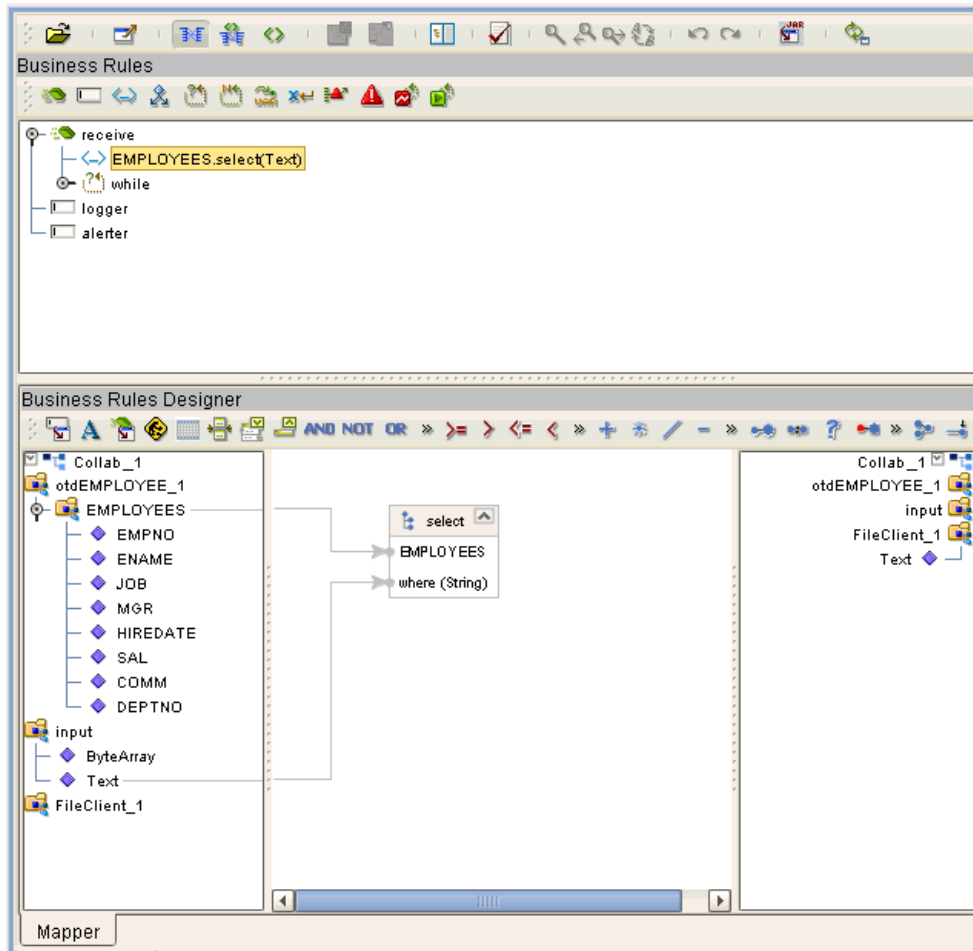 JAR
Business Rules
receive
EMPLOYEES.select(Text)
while
logger
alerter
Business Rules Designer
A AND NOT OR » >= > <= < » + / - » ? » 
Collab_1
otdEMPLOYEE_1
EMPLOYEES
EMPNO
ENAME
JOB
MGR
HIREDATE
SAL
COMM
DEPTNO
input
ByteArray
Text
FileClient_1
select
EMPLOYEES
where (String)
Collab_1
otdEMPLOYEE_1
input
FileClient_1
Text
Mapper